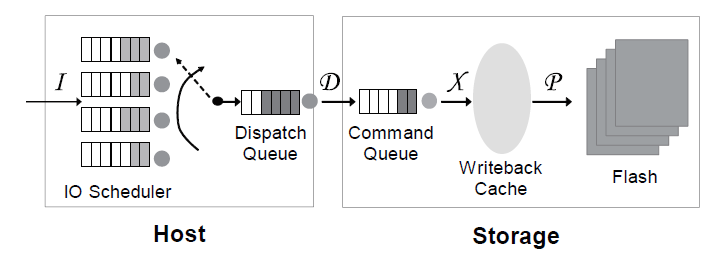 I
D
X
P
Dispatch
Queue
Command
Queue
Writeback
Cache
Flash
IO Scheduler
Host
Storage